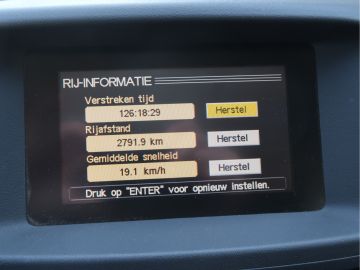 RIJ-INFORMATIE
Verstreken tijd
126:18:29 Herstel
Rijafstand
2791.9 km Herstel
Gemiddelde snelheid
19.1 km/h Herstel
Druk op "ENTER" voor opnieuw instellen.